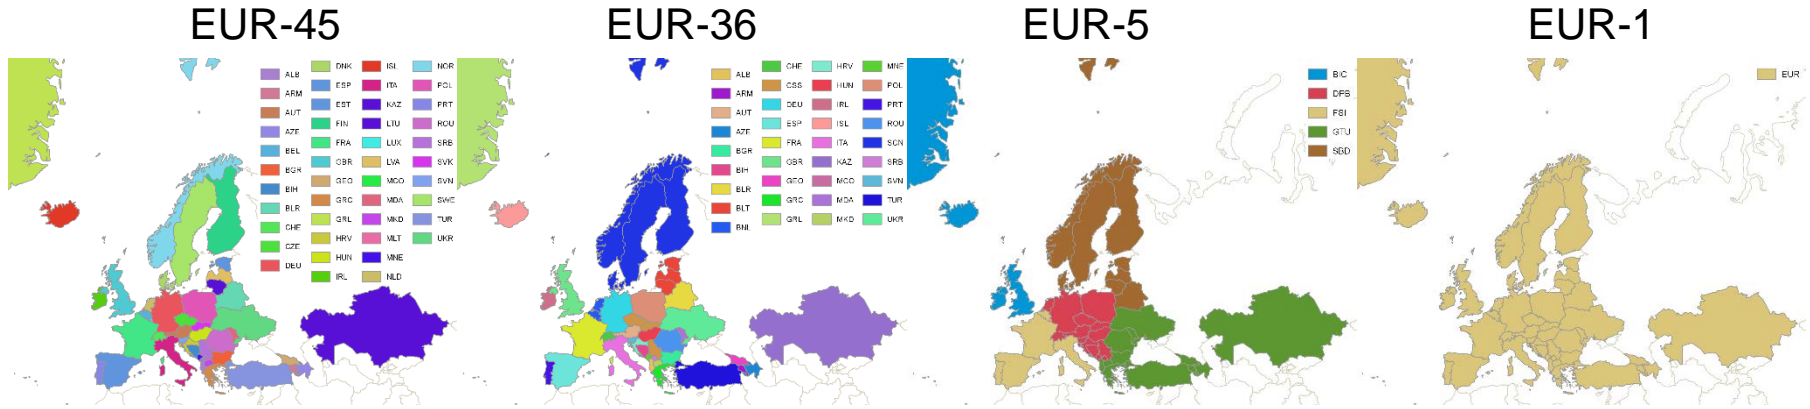 EUR-45
EUR-36
EUR-5
EUR-1
ALB
ARM
AUT
AZE
BEL
BGR
BIH
BLR
CHE
CZE
DEU
DNK
ESP
EST
FIN
FRA
GBR
GEO
GRC
GRL
HRV
HUN
IRL
ISL
ITA
KAZ
LTU
LUX
LVA
MCO
MDA
MKD
MLT
MNE
NLD
NOR
POL
PRT
ROU
SRB
SVK
SVN
SWE
TUR
UKR
ALB
ARM
AUT
AZE
BGR
BIH
BLR
BLT
BNL
CHE
CSS
DEU
ESP
FRA
GBR
GEO
GRC
GRL
HRV
HUN
IRL
ISL
ITA
KAZ
MCO
MDA
MKD
MNE
POL
PRT
ROU
SCN
SRB
SVN
TUR
UKR
BIC
DFB
FSI
GTU
SBD
EUR